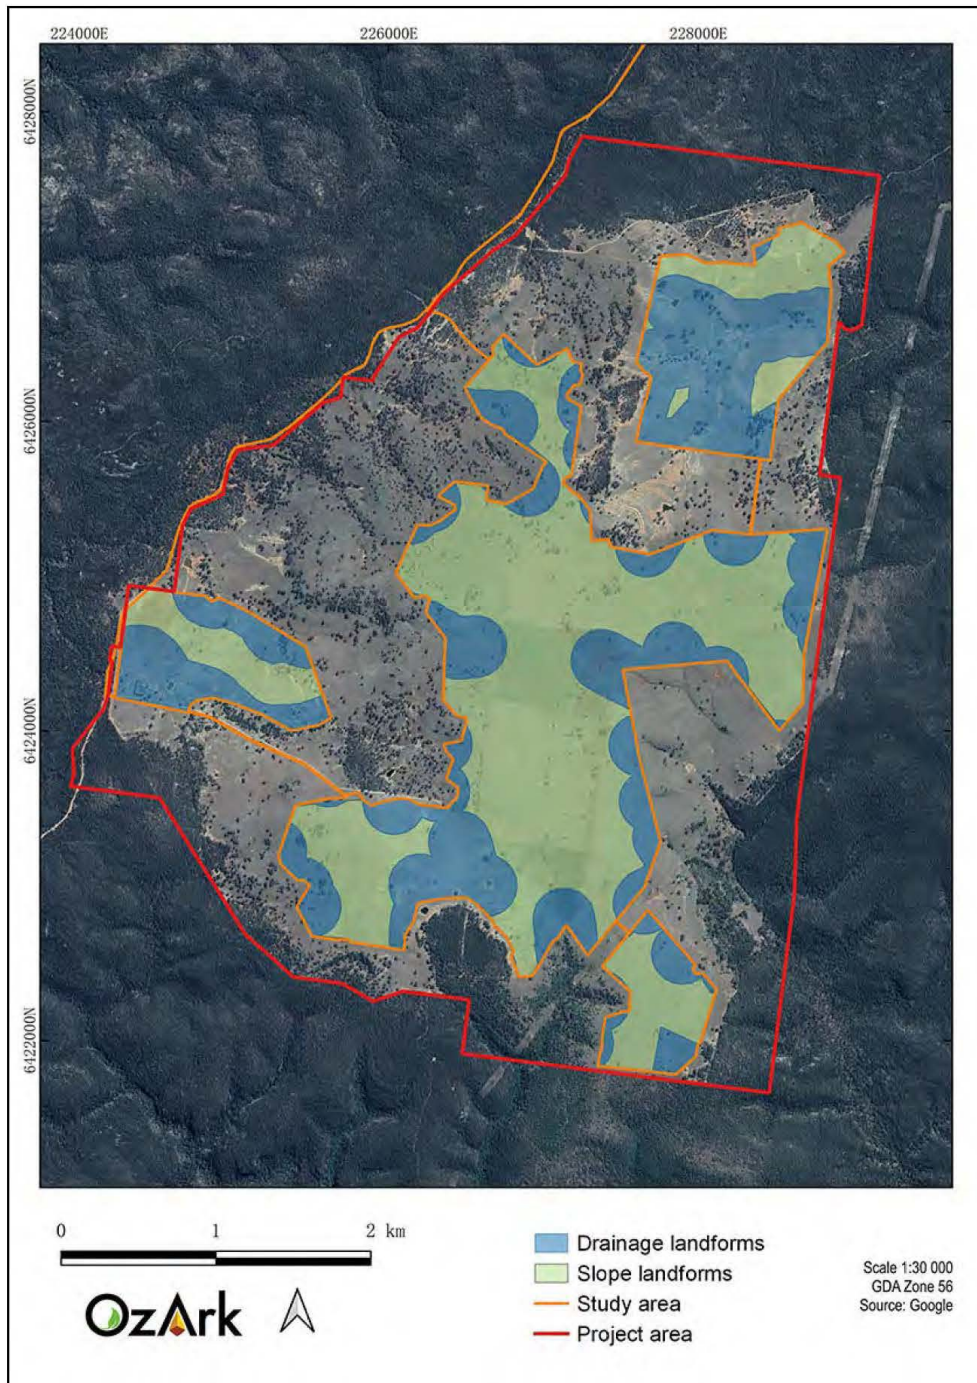 224000E
226000E
228000E
6428000N
6426000N
6424000N
6422000N
0
1
2 km
Drainage landforms
Slope landforms
Study area
Project area
Scale 1:30 000
GDA Zone 56
Source: Google
OzArk